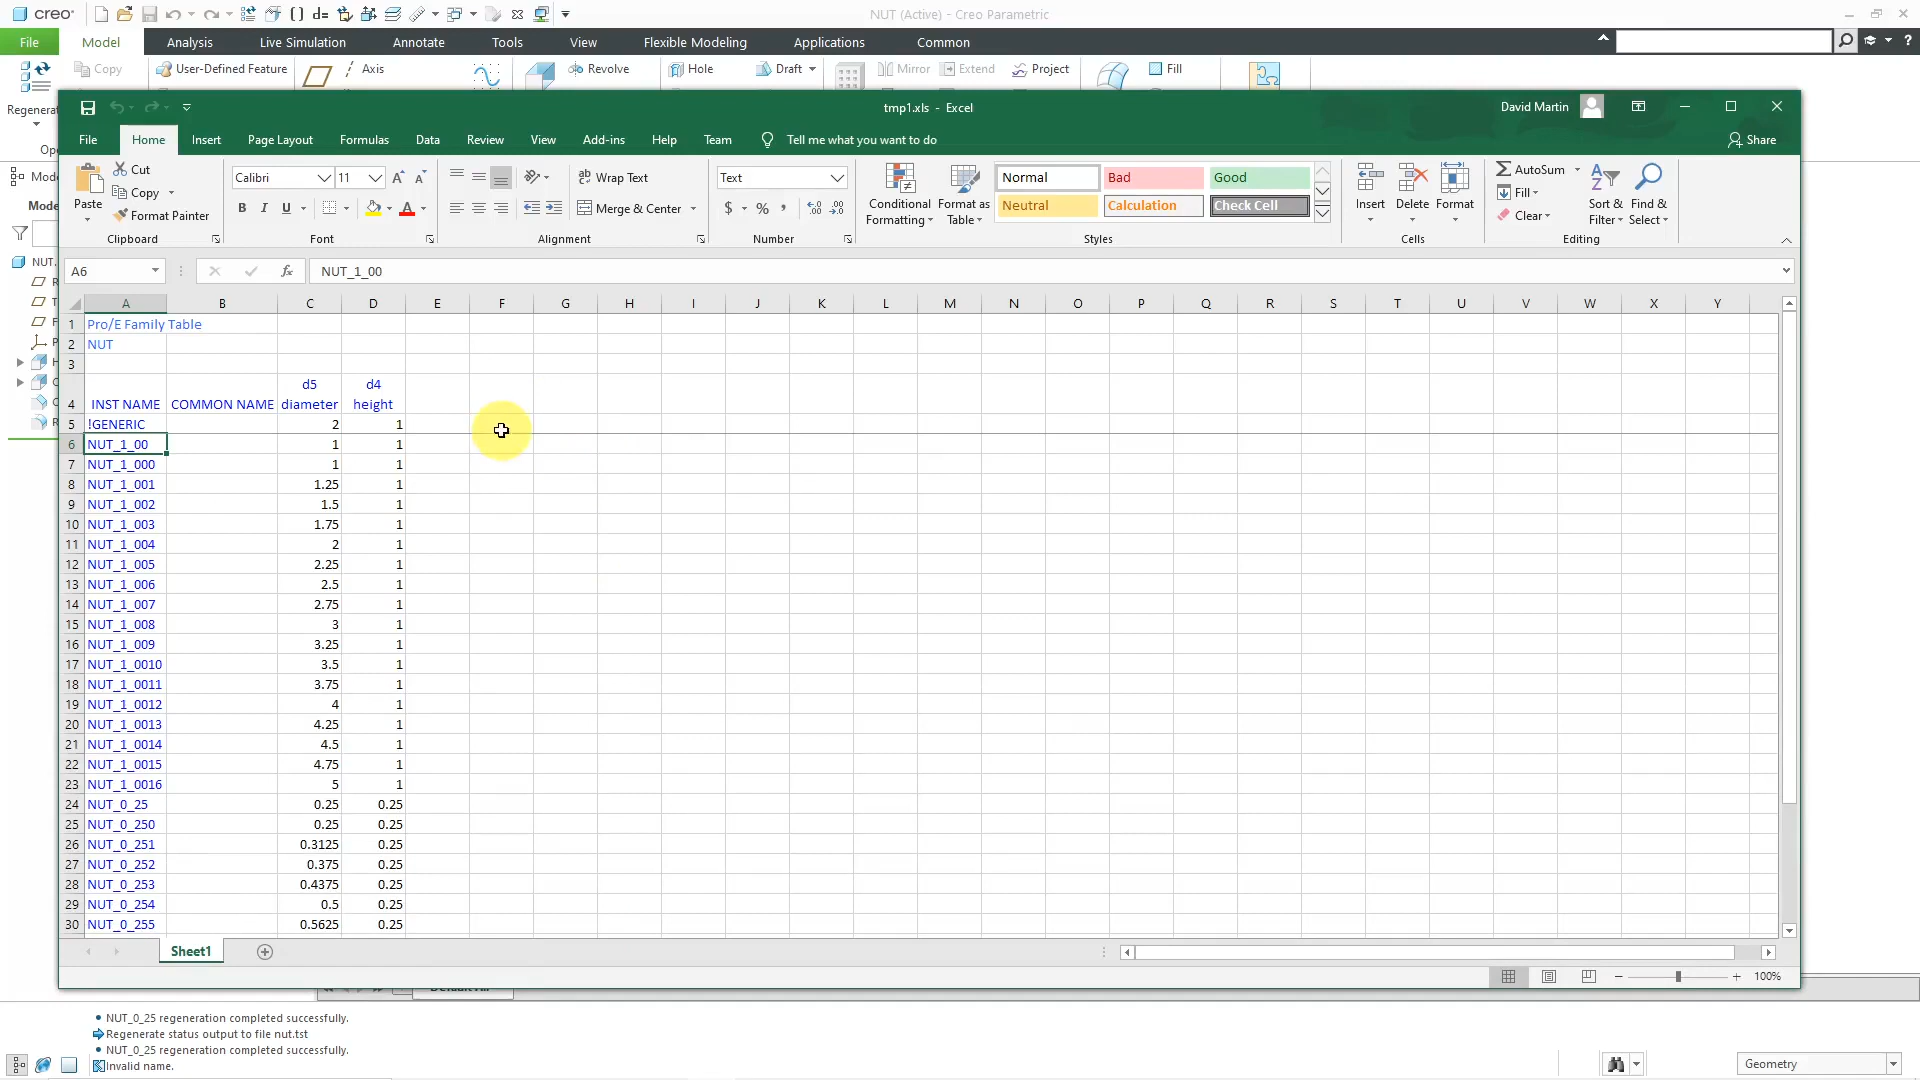 creo NUT (Active) - Creo Parametric
File Model Analysis Live Simulation Annotate Tools View Flexible Modeling Applications Common
Copy User-Defined Feature Axis Revolve Hole Draft Mirror Extend Project Fill
Regenerat
tmp1.xls - Excel David Martin
File Home Insert Page Layout Formulas Data Review View Add-ins Help Team Tell me what you want to do Share
Paste Cut Calibri 11 Wrap Text Text Conditional Formatting Format as Table Normal Bad Good Insert Delete Format AutoSum Sort & Filter Find & Select
Copy B I U Merge & Center $ % Neutral Calculation Check Cell Fill
Format Painter Clear
Clipboard Font Alignment Number Styles Cells Editing
A6 fx NUT_1_00
A B C D E F G H I J K L M N O P Q R S T U V W X Y
1 Pro/E Family Table
2 NUT
3
d5 d4
4 INST NAME COMMON NAME diameter height
5 !GENERIC 2 1
6 NUT_1_00 1 1
7 NUT_1_000 1 1
8 NUT_1_001 1.25 1
9 NUT_1_002 1.5 1
10 NUT_1_003 1.75 1
11 NUT_1_004 2 1
12 NUT_1_005 2.25 1
13 NUT_1_006 2.5 1
14 NUT_1_007 2.75 1
15 NUT_1_008 3 1
16 NUT_1_009 3.25 1
17 NUT_1_0010 3.5 1
18 NUT_1_0011 3.75 1
19 NUT_1_0012 4 1
20 NUT_1_0013 4.25 1
21 NUT_1_0014 4.5 1
22 NUT_1_0015 4.75 1
23 NUT_1_0016 5 1
24 NUT_0_25 0.25 0.25
25 NUT_0_250 0.25 0.25
26 NUT_0_251 0.3125 0.25
27 NUT_0_252 0.375 0.25
28 NUT_0_253 0.4375 0.25
29 NUT_0_254 0.5 0.25
30 NUT_0_255 0.5625 0.25
Sheet1
100%
NUT_0_25 regeneration completed successfully.
Regenerate status output to file nut.tst
NUT_0_25 regeneration completed successfully.
Invalid name.
Geometry